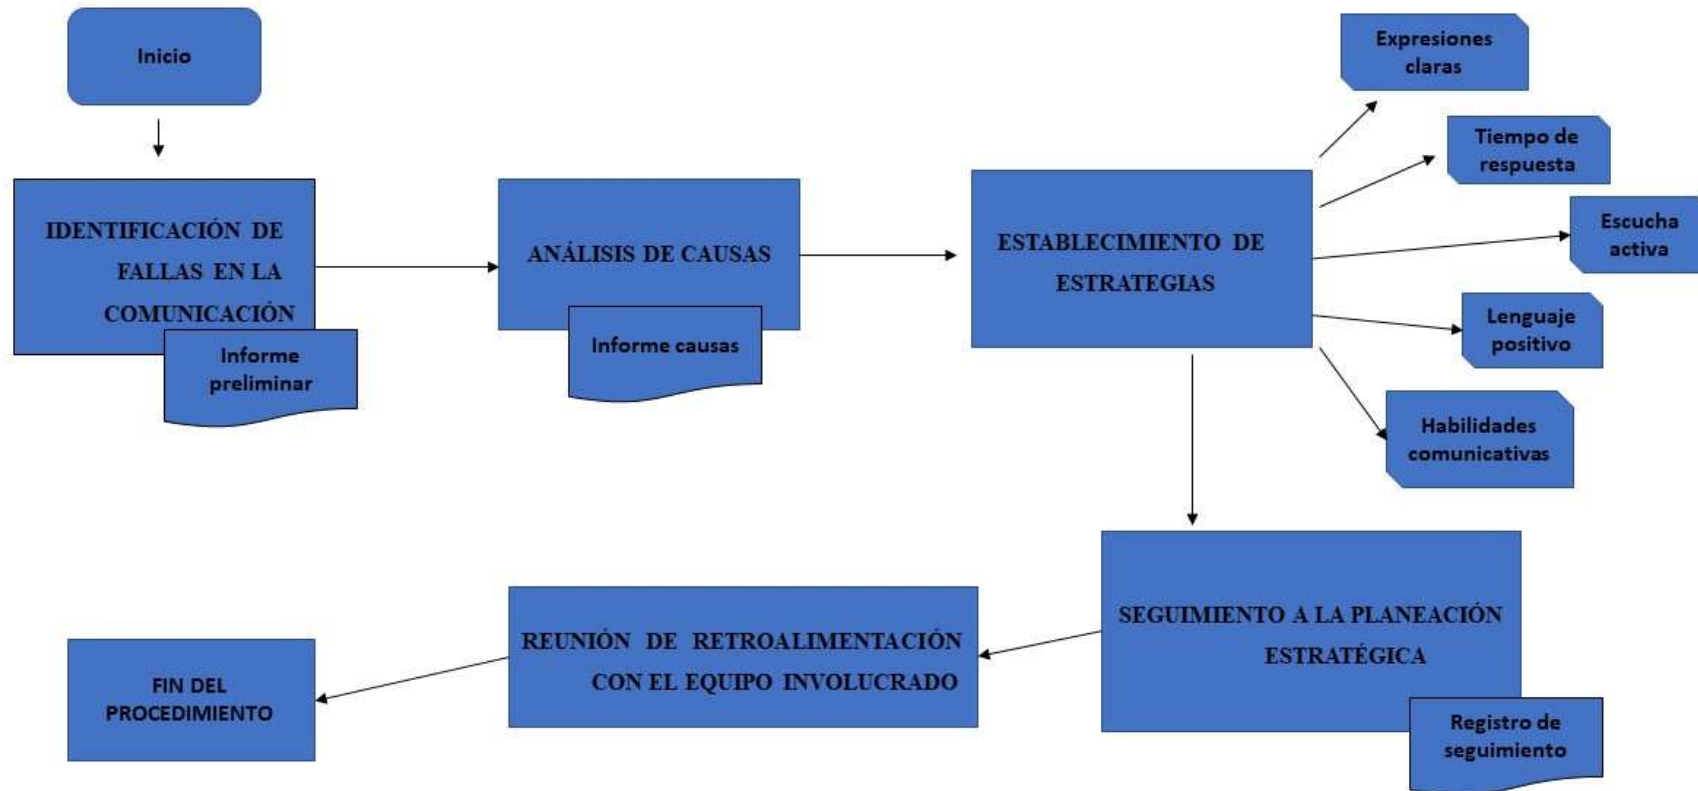 Inicio
IDENTIFICACIÓN DE
FALLAS EN LA
COMUNICACIÓN
Informe
preliminar
ANÁLISIS DE CAUSAS
Informe causas
ESTABLECIMIENTO DE
ESTRATEGIAS
Expresiones
claras
Tiempo de
respuesta
Escucha
activa
Lenguaje
positivo
Habilidades
comunicativas
SEGUIMIENTO A LA PLANEACIÓN
ESTRATÉGICA
Registro de
seguimiento
REUNIÓN DE RETROALIMENTACIÓN
CON EL EQUIPO INVOLUCRADO
FIN DEL
PROCEDIMIENTO